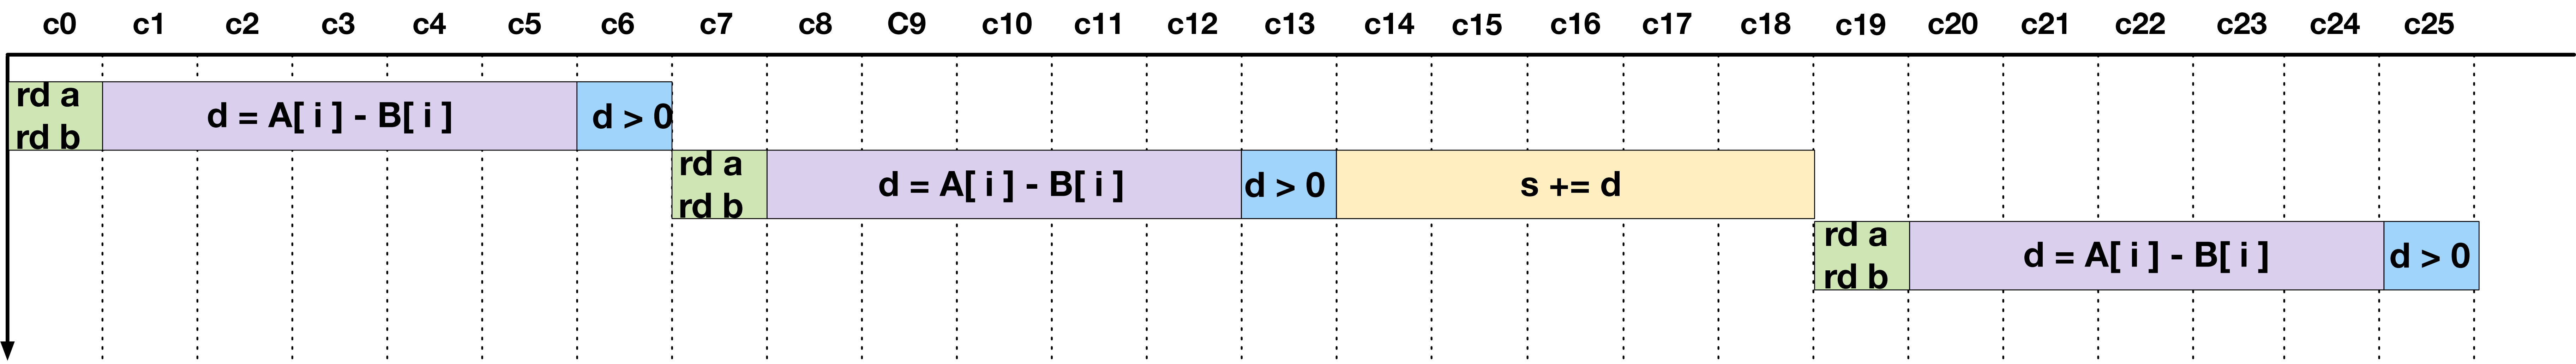 c0 c1 c2 c3 c4 c5 c6 c7 c8 C9 c10 c11 c12 c13 c14 c15 c16 c17 c18 c19 c20 c21 c22 c23 c24 c25
rd a
rd b
d = A[ i ] - B[ i ]
d > 0
rd a
rd b
d = A[ i ] - B[ i ]
d > 0
s += d
rd a
rd b
d = A[ i ] - B[ i ]
d > 0